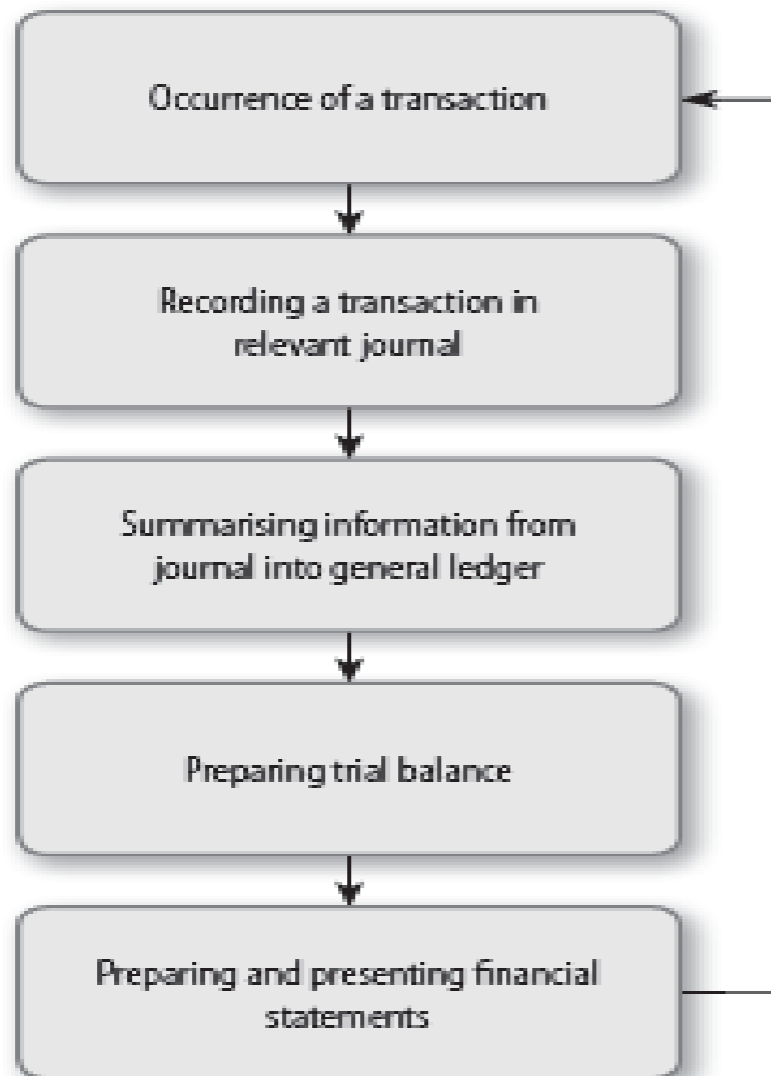 Occurrence of a transaction
Recording a transaction in
relevant journal
Summarising information from
journal into general ledger
Preparing trial balance
Preparing and presenting financial
statements